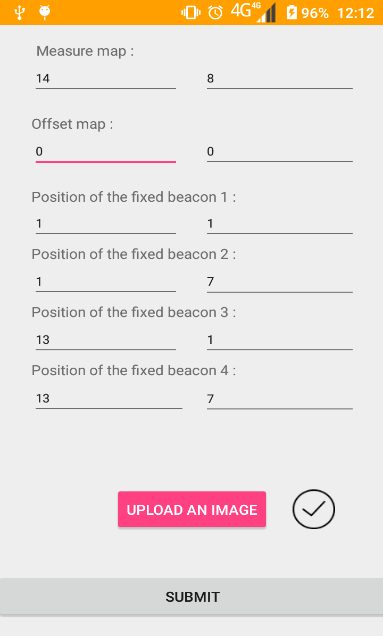 4G 4G 96% 12:12
Measure map :
14 8
Offset map :
0 0
Position of the fixed beacon 1 :
1 1
Position of the fixed beacon 2 :
1 7
Position of the fixed beacon 3 :
13 1
Position of the fixed beacon 4 :
13 7
UPLOAD AN IMAGE
SUBMIT